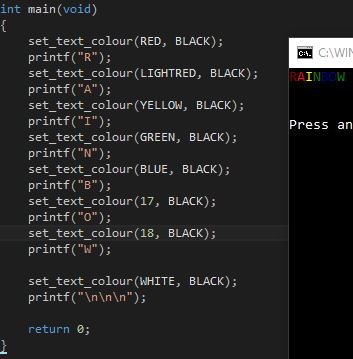 int main(void)
{
set_text_colour(RED, BLACK);
printf("R");
set_text_colour(LIGHTRED, BLACK);
printf("A");
set_text_colour(YELLOW, BLACK);
printf("I");
set_text_colour(GREEN, BLACK);
printf("N");
set_text_colour(BLUE, BLACK);
printf("B");
set_text_colour(17, BLACK);
printf("O");
set_text_colour(18, BLACK);
printf("W");
set_text_colour(WHITE, BLACK);
printf("\n\n\n");
return 0;
}
C:\WIN
RAINBOW
Press an